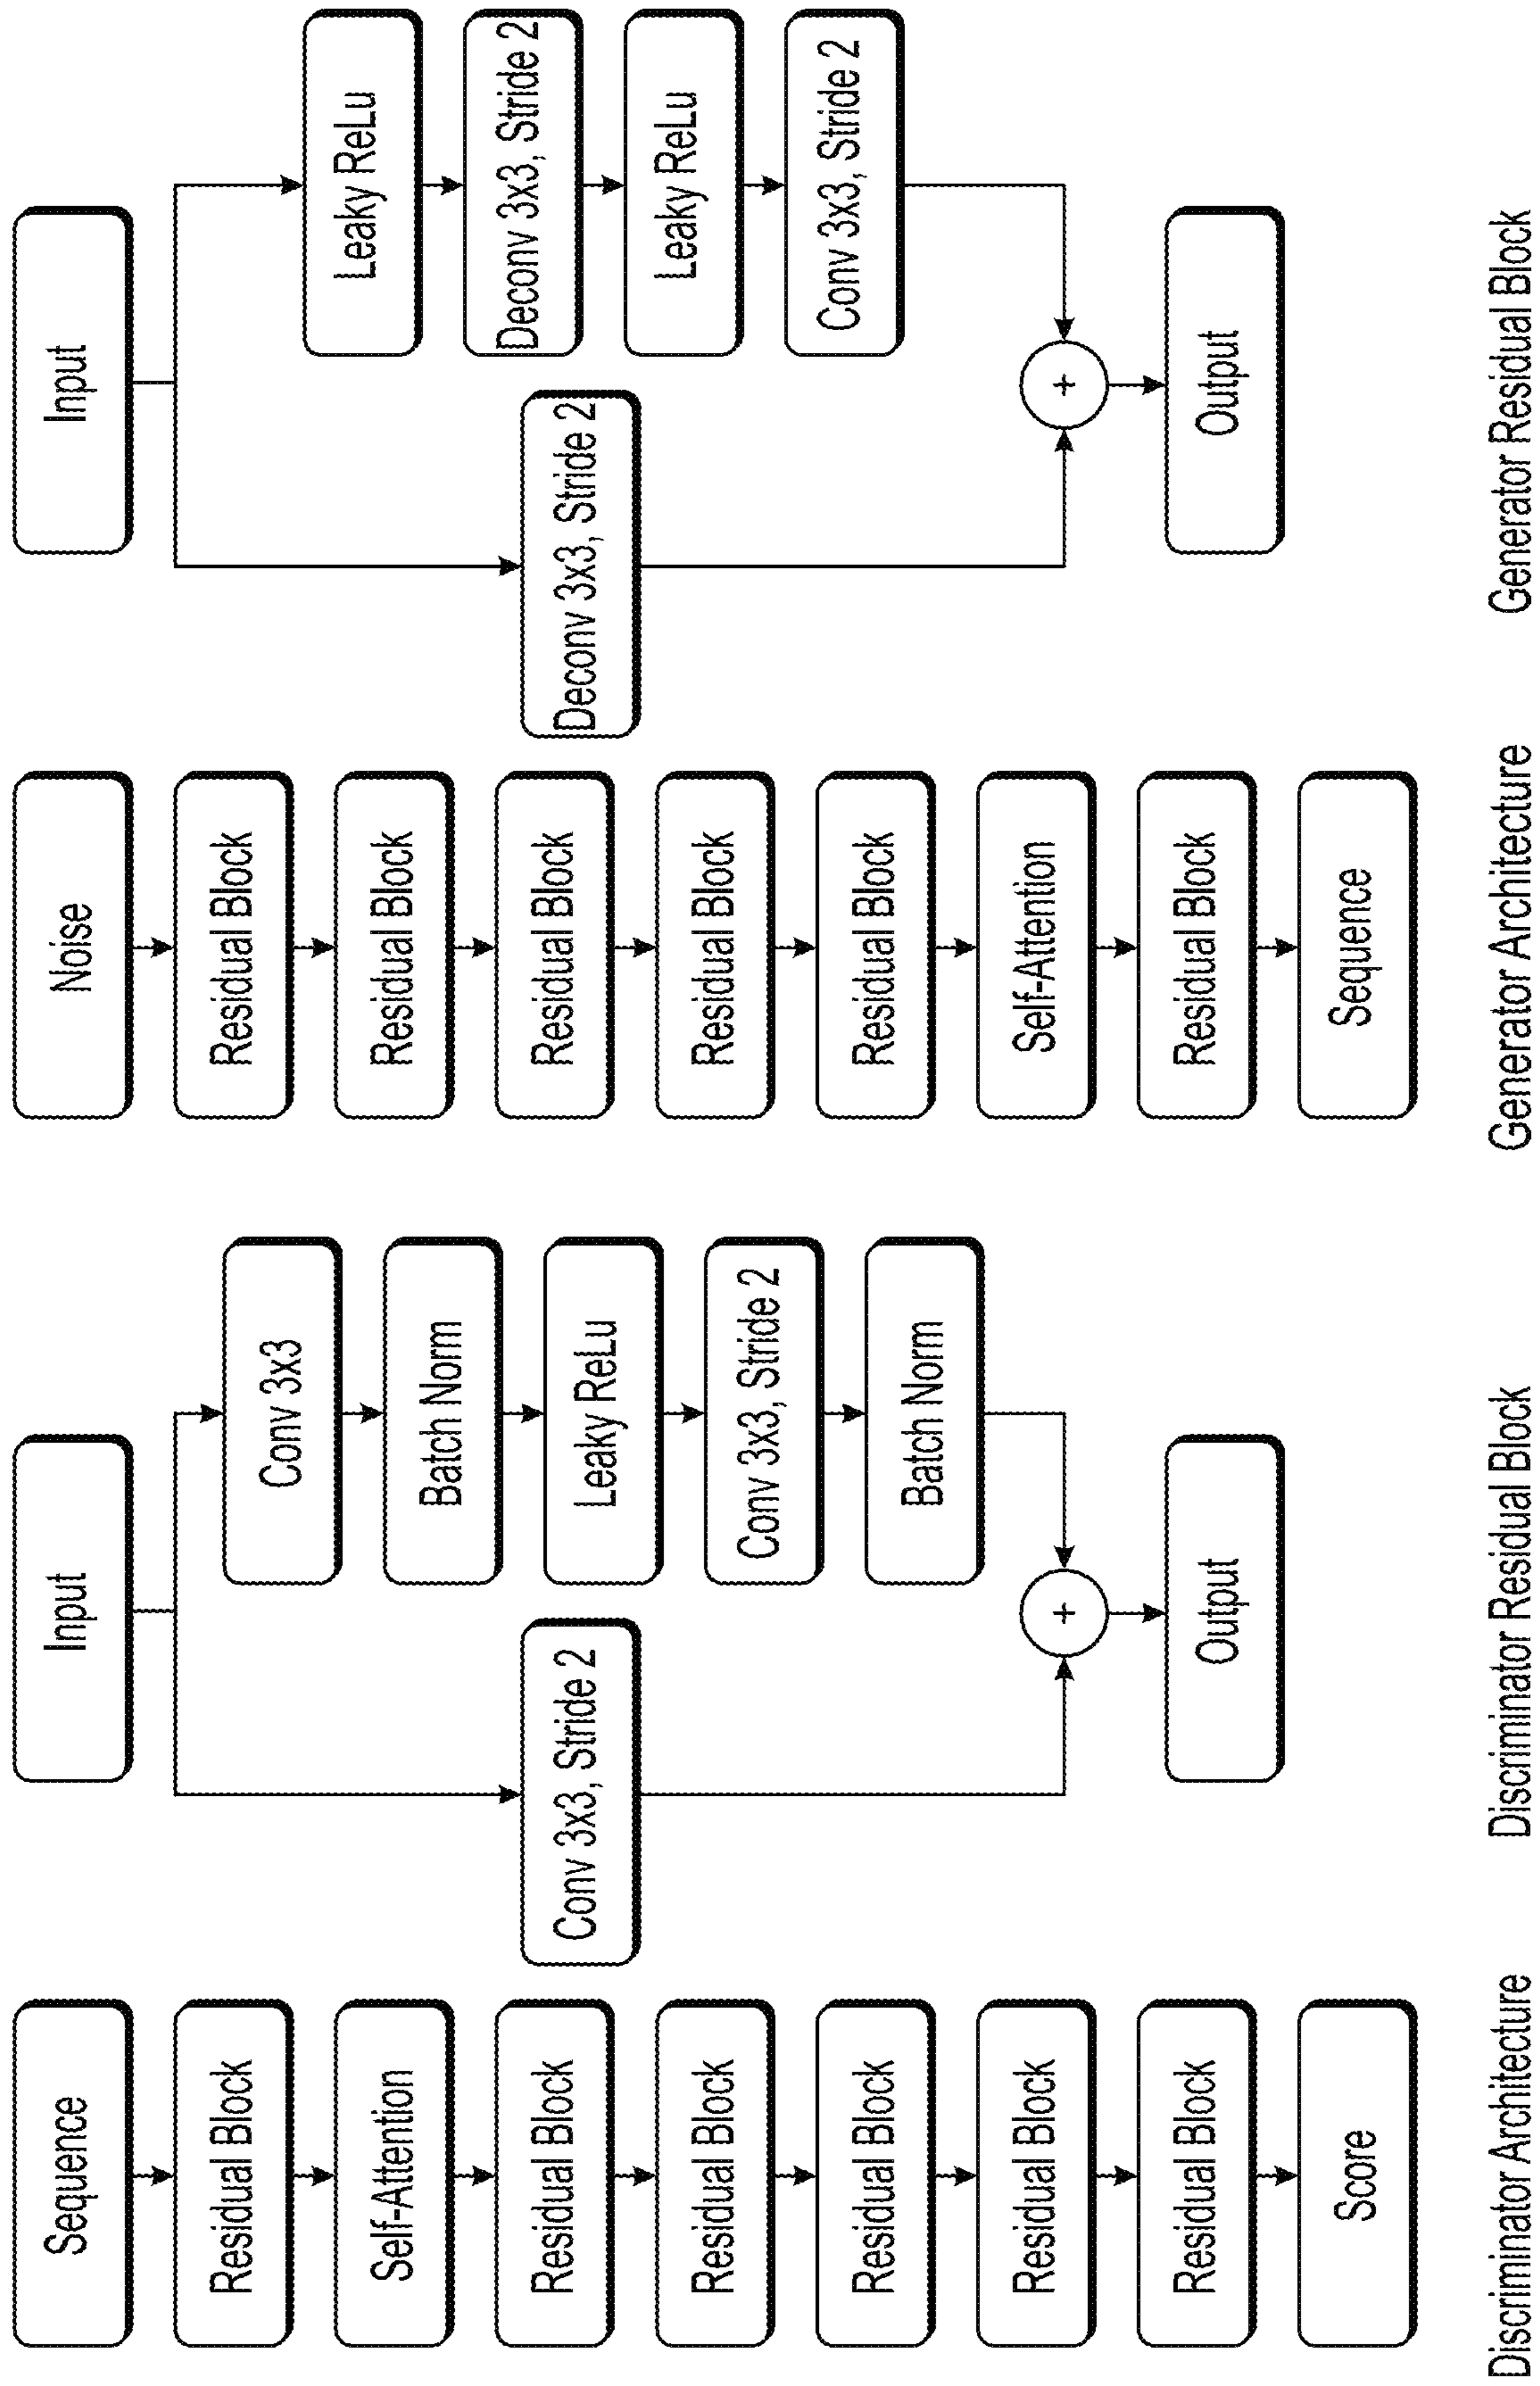 Sequence
Residual Block
Self-Attention
Residual Block
Residual Block
Residual Block
Residual Block
Residual Block
Score
Discriminator Architecture
Input
Conv 3x3, Stride 2
Conv 3x3
Batch Norm
Leaky ReLu
Conv 3x3, Stride 2
Batch Norm
+
Output
Discriminator Residual Block
Noise
Residual Block
Residual Block
Residual Block
Residual Block
Residual Block
Self-Attention
Residual Block
Sequence
Generator Architecture
Input
Deconv 3x3, Stride 2
Leaky ReLu
Deconv 3x3, Stride 2
Leaky ReLu
Conv 3x3, Stride 2
+
Output
Generator Residual Block